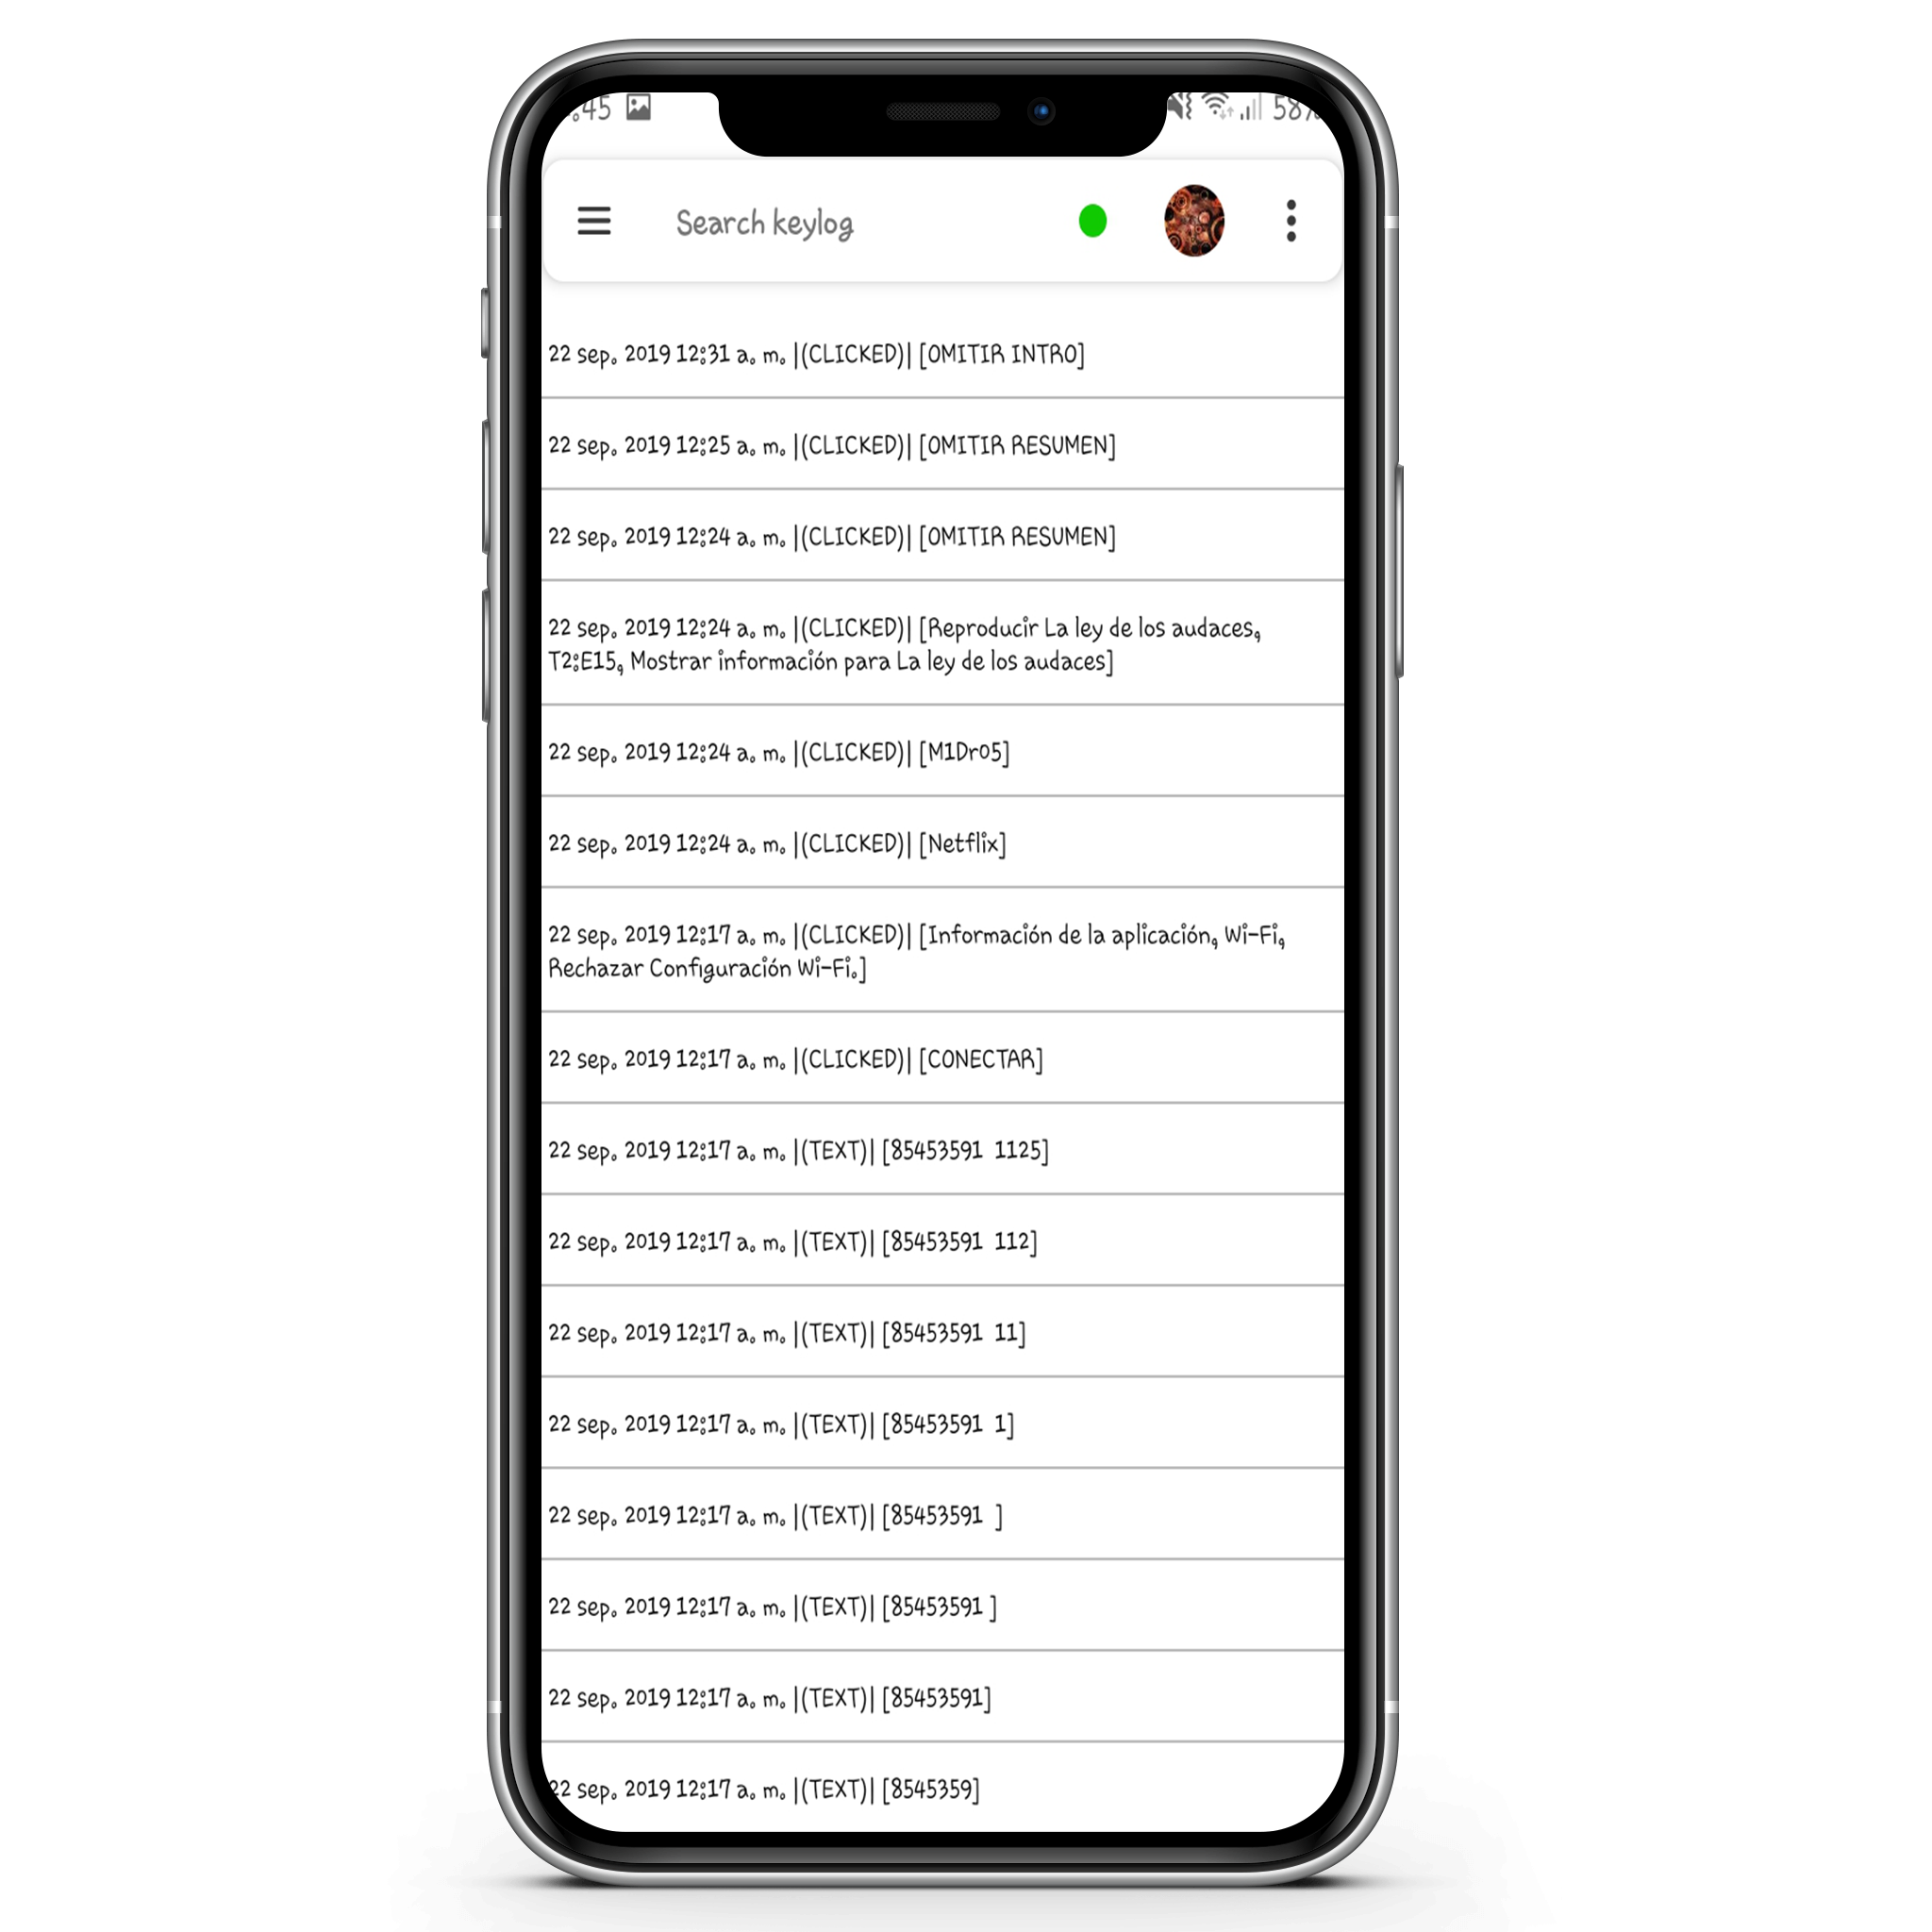 :45 58%
Search keylog
22 sep. 2019 12:31 a. m. |(CLICKED)| [OMITIR INTRO]
22 sep. 2019 12:25 a. m. |(CLICKED)| [OMITIR RESUMEN]
22 sep. 2019 12:24 a. m. |(CLICKED)| [OMITIR RESUMEN]
22 sep. 2019 12:24 a. m. |(CLICKED)| [Reproducir La ley de los audaces,
T2:E15, Mostrar información para La ley de los audaces]
22 sep. 2019 12:24 a. m. |(CLICKED)| [M1Dr05]
22 sep. 2019 12:24 a. m. |(CLICKED)| [Netflix]
22 sep. 2019 12:17 a. m. |(CLICKED)| [Información de la aplicación, Wi-Fi,
Rechazar Configuración Wi-Fi.]
22 sep. 2019 12:17 a. m. |(CLICKED)| [CONECTAR]
22 sep. 2019 12:17 a. m. |(TEXT)| [85453591  1125]
22 sep. 2019 12:17 a. m. |(TEXT)| [85453591  112]
22 sep. 2019 12:17 a. m. |(TEXT)| [85453591  11]
22 sep. 2019 12:17 a. m. |(TEXT)| [85453591  1]
22 sep. 2019 12:17 a. m. |(TEXT)| [85453591  ]
22 sep. 2019 12:17 a. m. |(TEXT)| [85453591 ]
22 sep. 2019 12:17 a. m. |(TEXT)| [85453591]
22 sep. 2019 12:17 a. m. |(TEXT)| [8545359]